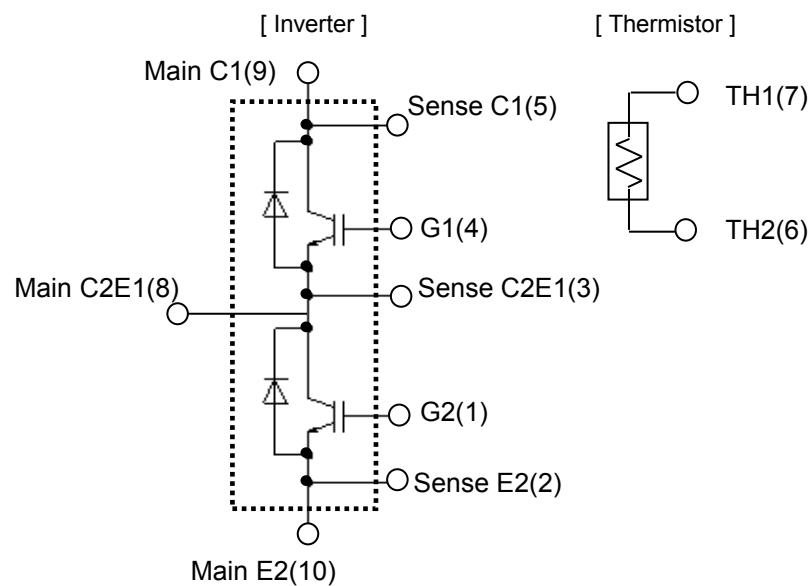 [ Inverter ]
[ Thermistor ]
Main C1(9)
Sense C1(5)
TH1(7)
G1(4)
TH2(6)
Main C2E1(8)
Sense C2E1(3)
G2(1)
Sense E2(2)
Main E2(10)